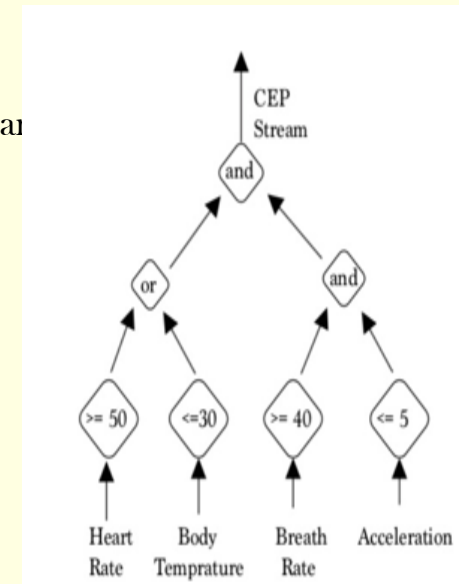 CEP
Stream
and
or
and
>= 50
<=30
>= 40
<= 5
Heart
Rate
Body
Temprature
Breath
Rate
Acceleration